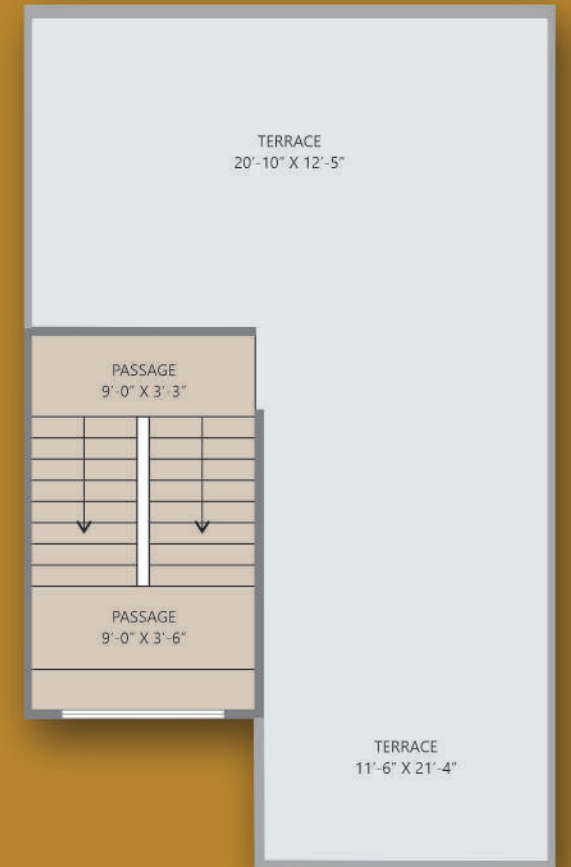 TERRACE
20'-10" X 12'-5"
PASSAGE
9'-0" X 3'-3"
PASSAGE
9'-0" X 3'-6"
TERRACE
11'-6" X 21'-4"